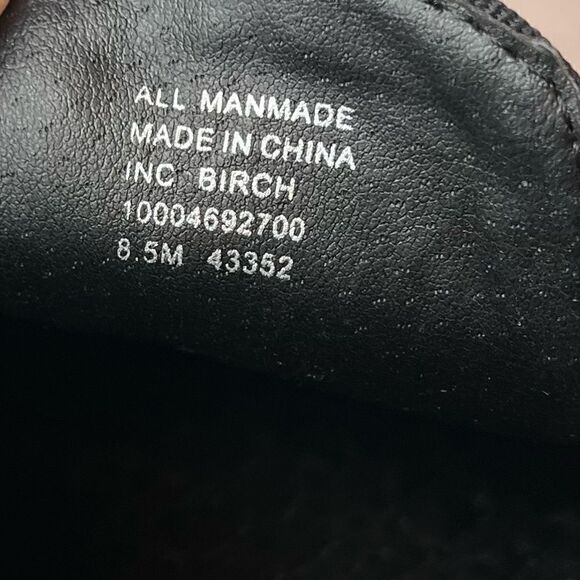 ALL MANMADE
MADE IN CHINA
INC BIRCH
10004692700
8.5M 43352